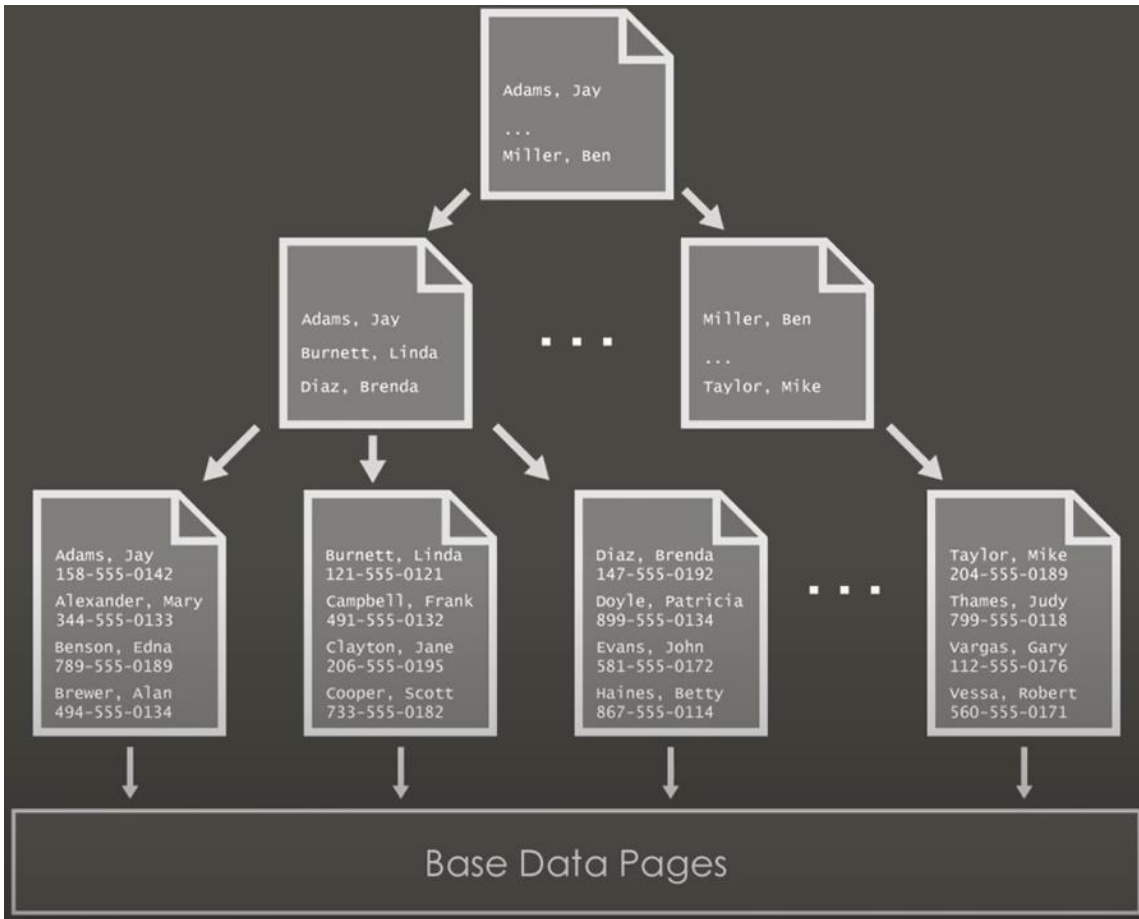 Adams, Jay
...
Miller, Ben
Adams, Jay
Burnett, Linda
Diaz, Brenda
Miller, Ben
...
Taylor, Mike
Adams, Jay
158-555-0142
Alexander, Mary
344-555-0133
Benson, Edna
789-555-0189
Brewer, Alan
494-555-0134
Burnett, Linda
121-555-0121
Campbell, Frank
491-555-0132
Clayton, Jane
206-555-0195
Cooper, Scott
733-555-0182
Diaz, Brenda
147-555-0192
Doyle, Patricia
899-555-0134
Evans, John
581-555-0172
Haines, Betty
867-555-0114
Taylor, Mike
204-555-0189
Thames, Judy
799-555-0118
Vargas, Gary
112-555-0176
Vessa, Robert
560-555-0171
Base Data Pages